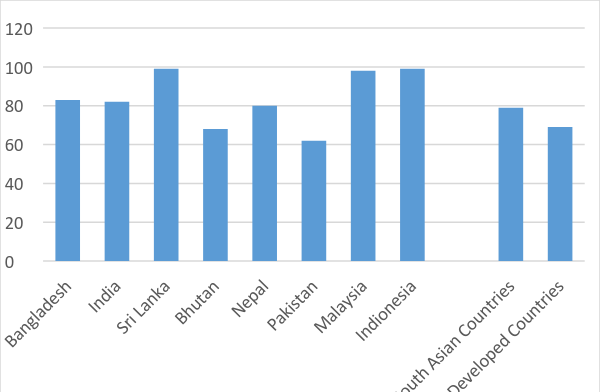 120
100
80
60
40
20
0
Bangladesh
India
Sri Lanka
Bhutan
Nepal
Pakistan
Malaysia
Indionesia
Asian Countries
Developed Countries